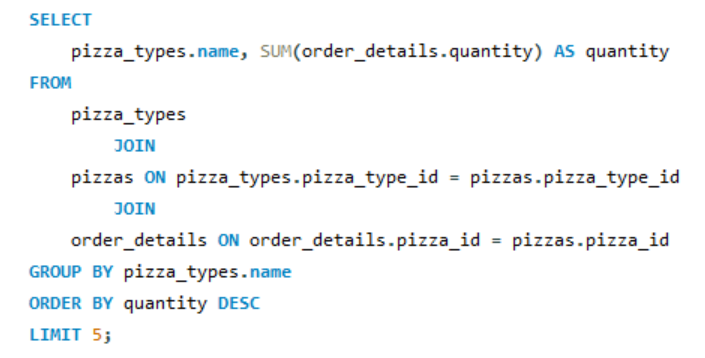 SELECT
pizza_types.name, SUM(order_details.quantity) AS quantity
FROM
pizza_types
JOIN
pizzas ON pizza_types.pizza_type_id = pizzas.pizza_type_id
JOIN
order_details ON order_details.pizza_id = pizzas.pizza_id
GROUP BY pizza_types.name
ORDER BY quantity DESC
LIMIT 5;